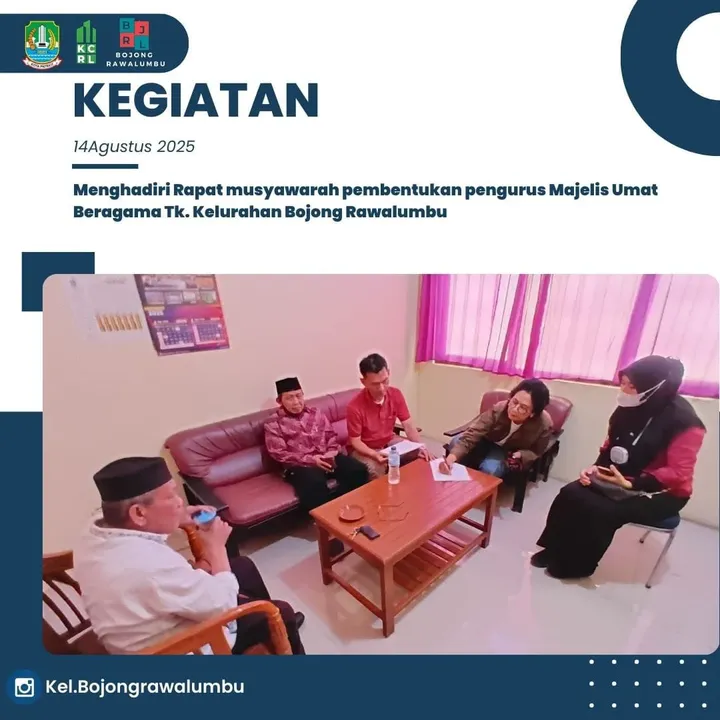 KCRL
BJRL
BOJONG
RAWALUMBU
KEGIATAN
14Agustus 2025
Menghadiri Rapat musyawarah pembentukan pengurus Majelis Umat
Beragama Tk. Kelurahan Bojong Rawalumbu
Kel.Bojongrawalumbu